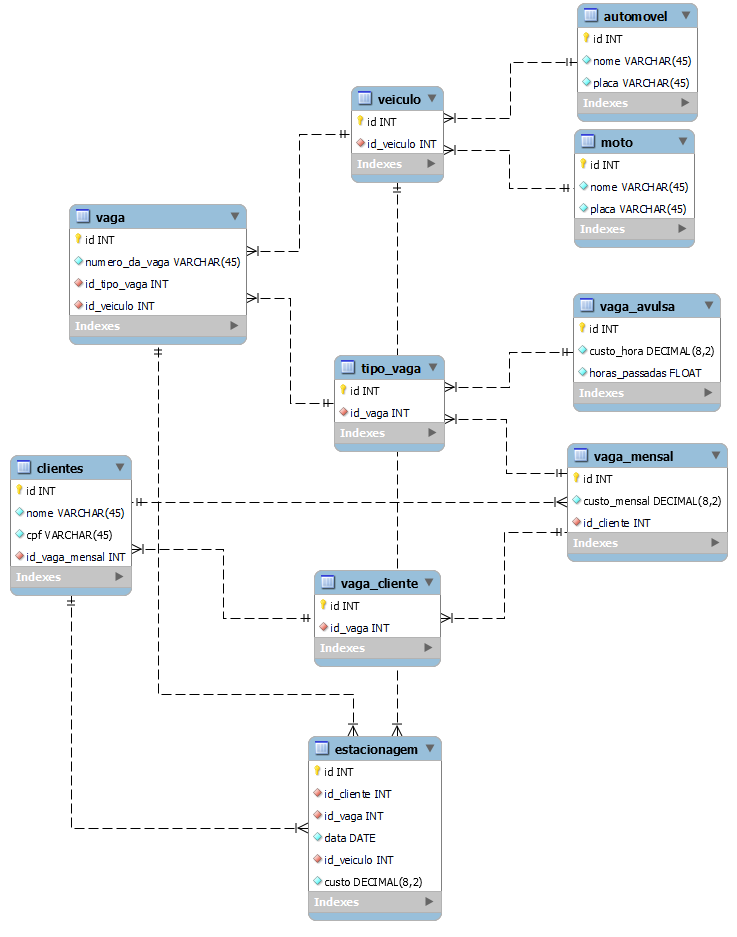 automovel
id INT
nome VARCHAR(45)
placa VARCHAR(45)
Indexes
veiculo
id INT
id_veiculo INT
Indexes
moto
id INT
nome VARCHAR(45)
placa VARCHAR(45)
Indexes
vaga
id INT
numero_da_vaga VARCHAR(45)
id_tipo_vaga INT
id_veiculo INT
Indexes
vaga_avulsa
id INT
custo_hora DECIMAL(8,2)
horas_passadas FLOAT
Indexes
tipo_vaga
id INT
id_vaga INT
Indexes
vaga_mensal
id INT
custo_mensal DECIMAL(8,2)
id_cliente INT
Indexes
clientes
id INT
nome VARCHAR(45)
cpf VARCHAR(45)
id_vaga_mensal INT
Indexes
vaga_cliente
id INT
id_vaga INT
Indexes
estacionagem
id INT
id_cliente INT
id_vaga INT
data DATE
id_veiculo INT
custo DECIMAL(8,2)
Indexes